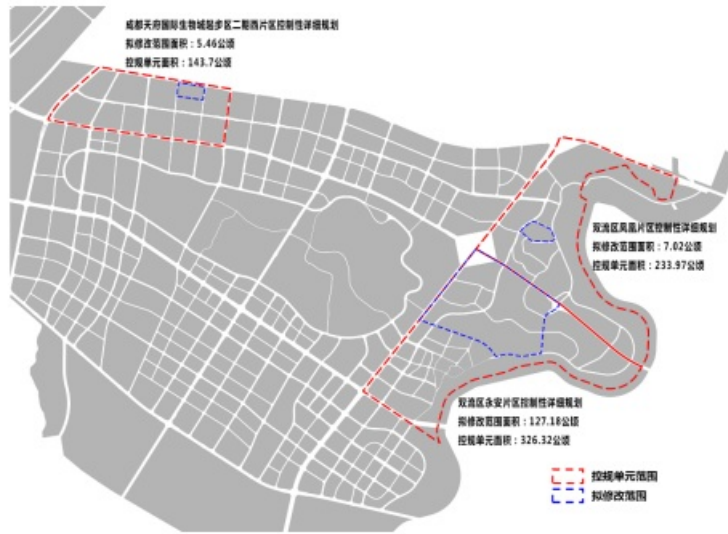 成都天府国际生物城起步区二期西片区控制性详细规划
拟修改范围面积：5.46公顷
控规单元面积：143.7公顷
双流区凤凰片区控制性详细规划
拟修改范围面积：7.02公顷
控规单元面积：233.97公顷
双流区永安片区控制性详细规划
拟修改范围面积：127.18公顷
控规单元面积：326.32公顷
控规单元范围
拟修改范围